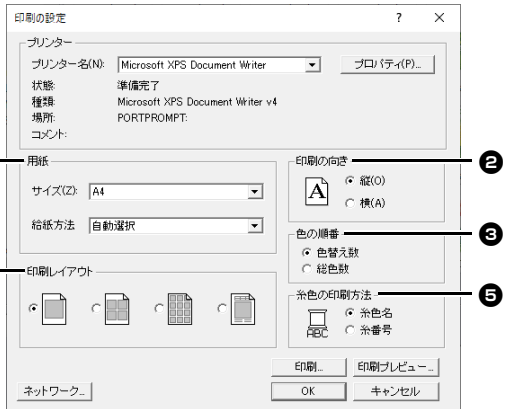 印刷の設定 ? ×
プリンター
プリンター名(N): Microsoft XPS Document Writer プロパティ(P)...
状態: 準備完了
種類: Microsoft XPS Document Writer v4
場所: PORTPROMPT:
コメント:
用紙
サイズ(Z): A4
給紙方法 自動選択
印刷の向き ❷
A 縦(O)
横(A)
色の順番 ❸
色替え数
総色数
印刷レイアウト
糸色の印刷方法 ❺
ABC 糸色名
糸番号
印刷... 印刷プレビュー...
ネットワーク... OK キャンセル